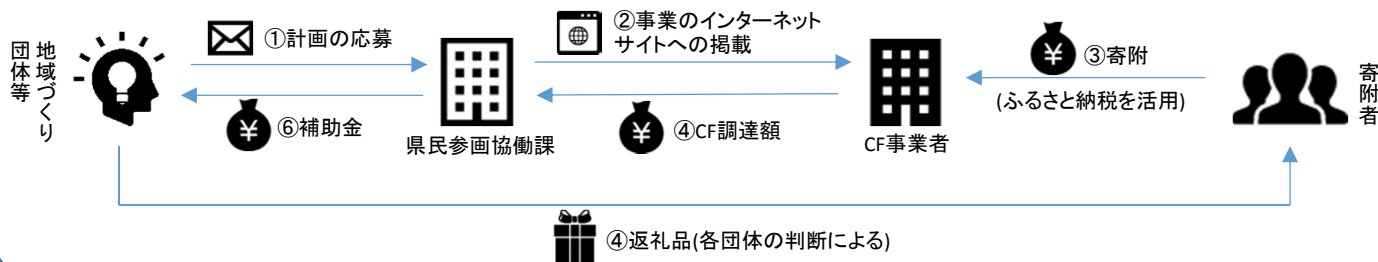 地域づくり
団体等
①計画の応募
⑥補助金
県民参画協働課
②事業のインターネット
サイトへの掲載
④CF調達額
CF事業者
③寄附
(ふるさと納税を活用)
寄附者
④返礼品(各団体の判断による)